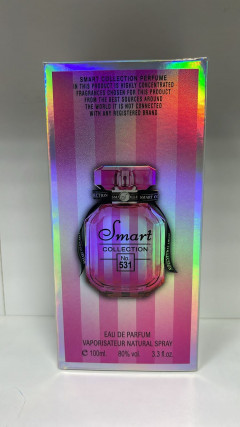 SMART COLLECTION PERFUME
IN THIS PRODUCT IS HIGHLY CONCENTRATED
FRAGRANCES CHOSEN FOR THIS PRODUCT
FROM THE BEST SOURCED AROUND
THE WORLD IT IS NOT CONNECTED
WITH ANY REGISTERED BRAND
Smart
COLLECTION
No.
531
EAU DE PARFUM
VAPORISATEUR NATURAL SPRAY
℮ 100ml 80% vol. 3.3 fl.oz